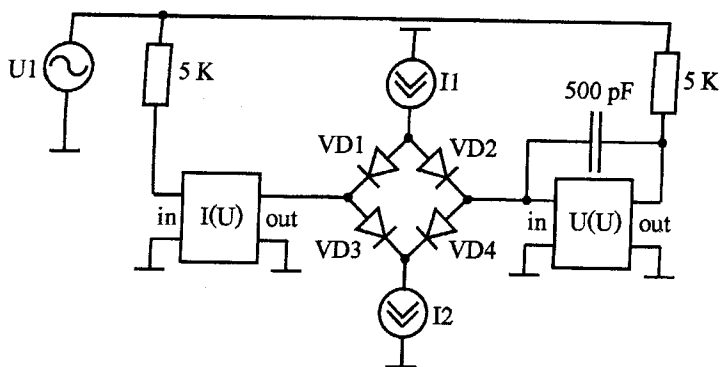 U1
5 K
I1
500 pF
5 K
VD1
VD2
in
I(U)
out
VD3
VD4
in
U(U)
out
I2